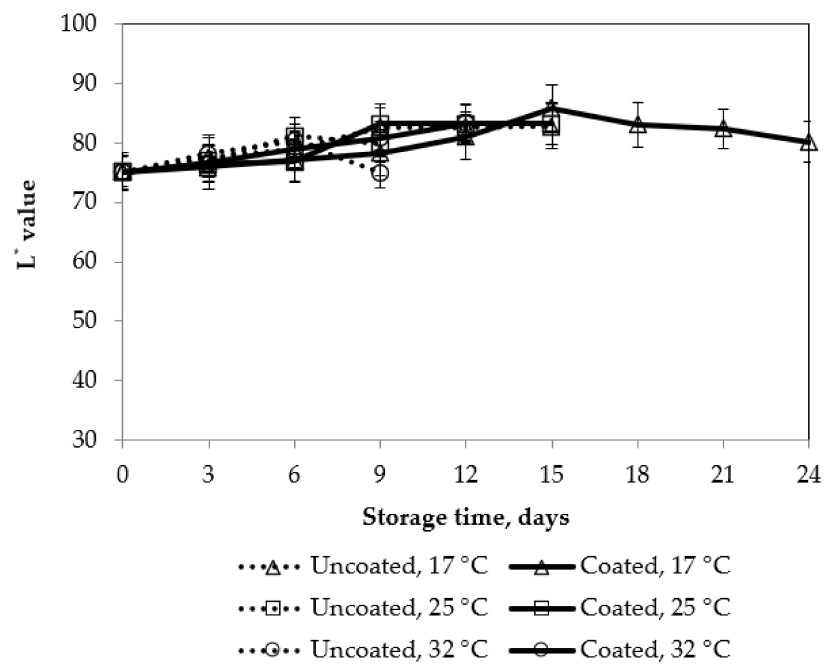 100
90
80
70
60
50
40
30
L* value
0 3 6 9 12 15 18 21 24
Storage time, days
Uncoated, 17 °C Coated, 17 °C
Uncoated, 25 °C Coated, 25 °C
Uncoated, 32 °C Coated, 32 °C